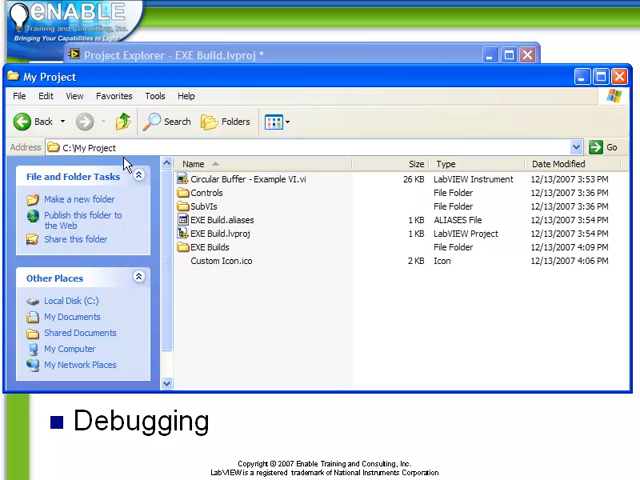 eNABLE
Training and Consulting, Inc.
Bringing Your Capabilities to Light
Project Explorer - EXE Build.lvproj *
My Project
File Edit View Favorites Tools Help
Back Search Folders
Address C:\My Project Go
File and Folder Tasks
Make a new folder
Publish this folder to
the Web
Share this folder
Other Places
Local Disk (C:)
My Documents
Shared Documents
My Computer
My Network Places
Name Size Type Date Modified
Circular Buffer - Example VI.vi 26 KB LabVIEW Instrument 12/13/2007 3:53 PM
Controls File Folder 12/13/2007 3:36 PM
SubVIs File Folder 12/13/2007 3:36 PM
EXE Build.aliases 1 KB ALIASES File 12/13/2007 3:54 PM
EXE Build.lvproj 1 KB LabVIEW Project 12/13/2007 3:54 PM
EXE Builds File Folder 12/13/2007 4:09 PM
Custom Icon.ico 2 KB Icon 12/13/2007 4:06 PM
Debugging
Copyright © 2007 Enable Training and Consulting, Inc.
LabVIEW is a registered trademark of National Instruments Corporation